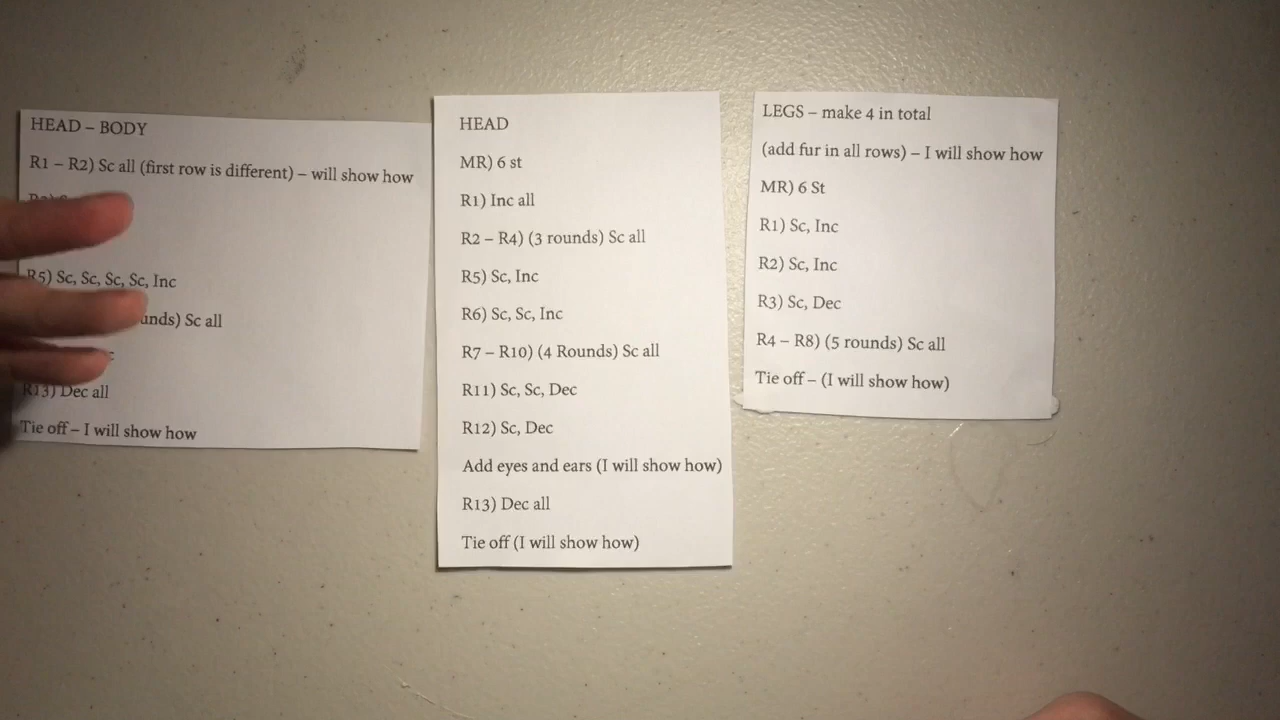 HEAD – BODY
R1 – R2) Sc all (first row is different) – will show how
R5) Sc, Sc, Sc, Sc, Inc
Sc all
R13) Dec all
Tie off – I will show how
HEAD
MR) 6 st
R1) Inc all
R2 – R4) (3 rounds) Sc all
R5) Sc, Inc
R6) Sc, Sc, Inc
R7 – R10) (4 Rounds) Sc all
R11) Sc, Sc, Dec
R12) Sc, Dec
Add eyes and ears (I will show how)
R13) Dec all
Tie off (I will show how)
LEGS – make 4 in total
(add fur in all rows) – I will show how
MR) 6 St
R1) Sc, Inc
R2) Sc, Inc
R3) Sc, Dec
R4 – R8) (5 rounds) Sc all
Tie off – (I will show how)